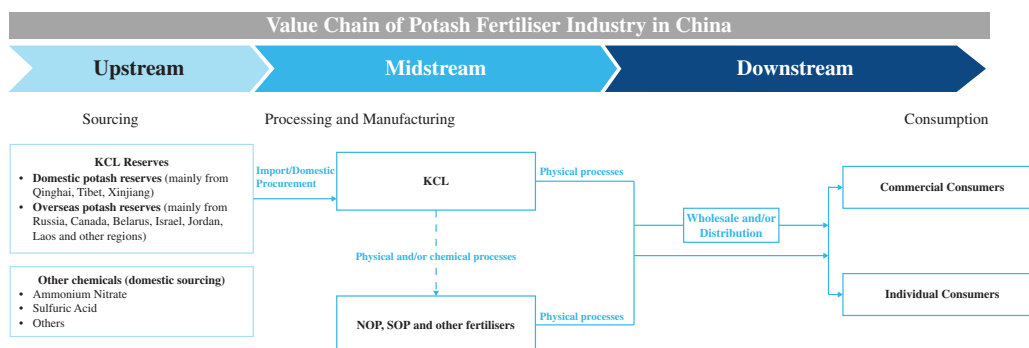 Value Chain of Potash Fertiliser Industry in China
Upstream
Midstream
Downstream
Sourcing
Processing and Manufacturing
Consumption
KCL Reserves
• Domestic potash reserves (mainly from
Qinghai, Tibet, Xinjiang)
• Overseas potash reserves (mainly from
Russia, Canada, Belarus, Israel, Jordan,
Laos and other regions)
Other chemicals (domestic sourcing)
• Ammonium Nitrate
• Sulfuric Acid
• Others
Import/Domestic
Procurement
KCL
Physical processes
Physical and/or chemical processes
NOP, SOP and other fertilisers
Physical processes
Wholesale and/or
Distribution
Commercial Consumers
Individual Consumers